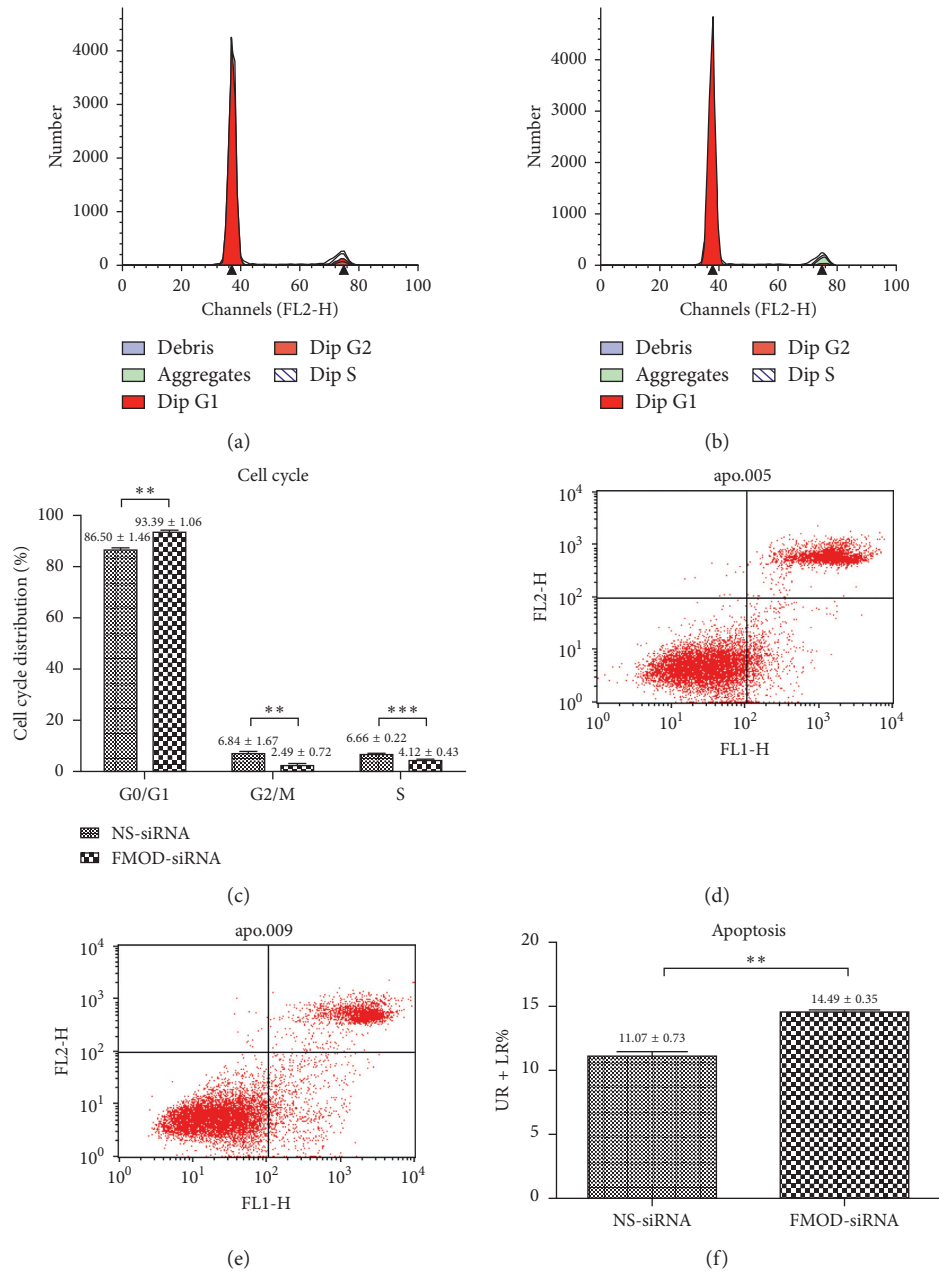 4000
3000
2000
1000
0
Number
0 20 40 60 80 100
Channels (FL2-H)
Debris
Aggregates
Dip G1
Dip G2
Dip S
(a)
4000
3000
2000
1000
0
Number
0 20 40 60 80 100
Channels (FL2-H)
Debris
Aggregates
Dip G1
Dip G2
Dip S
(b)
Cell cycle
100
80
60
40
20
0
Cell cycle distribution (%)
**
86.50 ± 1.46
93.39 ± 1.06
**
6.84 ± 1.67
2.49 ± 0.72
***
6.66 ± 0.22
4.12 ± 0.43
G0/G1 G2/M S
NS-siRNA
FMOD-siRNA
(c)
apo.005
10⁴
10³
10²
10¹
10⁰
FL2-H
10⁰ 10¹ 10² 10³ 10⁴
FL1-H
(d)
apo.009
10⁴
10³
10²
10¹
10⁰
FL2-H
10⁰ 10¹ 10² 10³ 10⁴
FL1-H
(e)
Apoptosis
20
15
10
5
0
UR + LR%
**
11.07 ± 0.73
14.49 ± 0.35
NS-siRNA FMOD-siRNA
(f)